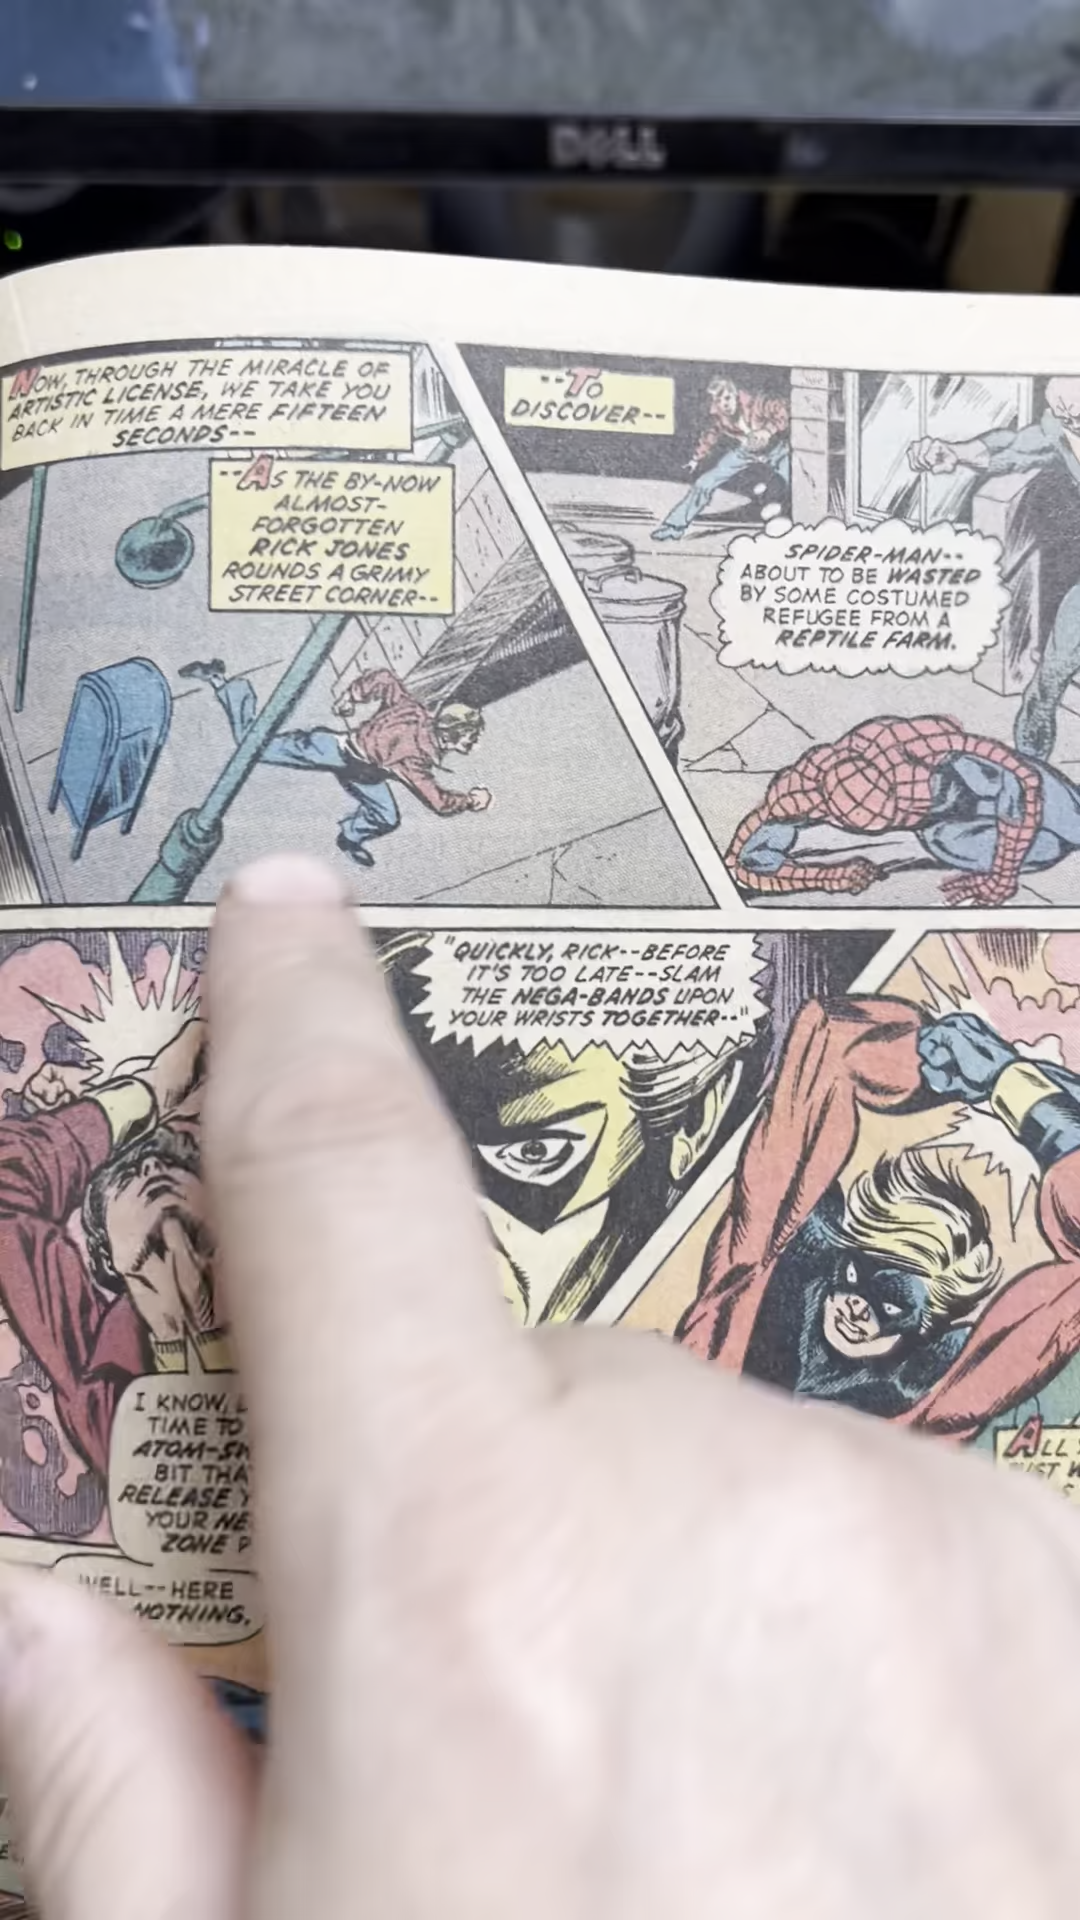 DELL
NOW, THROUGH THE MIRACLE OF
ARTISTIC LICENSE, WE TAKE YOU
BACK IN TIME A MERE FIFTEEN
SECONDS--
--AS THE BY-NOW
ALMOST-
FORGOTTEN
RICK JONES
ROUNDS A GRIMY
STREET CORNER--
--TO
DISCOVER--
SPIDER-MAN--
ABOUT TO BE WASTED
BY SOME COSTUMED
REFUGEE FROM A
REPTILE FARM.
"QUICKLY, RICK--BEFORE
IT'S TOO LATE--SLAM
THE NEGA-BANDS UPON
YOUR WRISTS TOGETHER--"
I KNOW,
TIME TO
BIT
RELEASE
YOUR
ZONE
WELL--HERE
NOTHING.
ALL